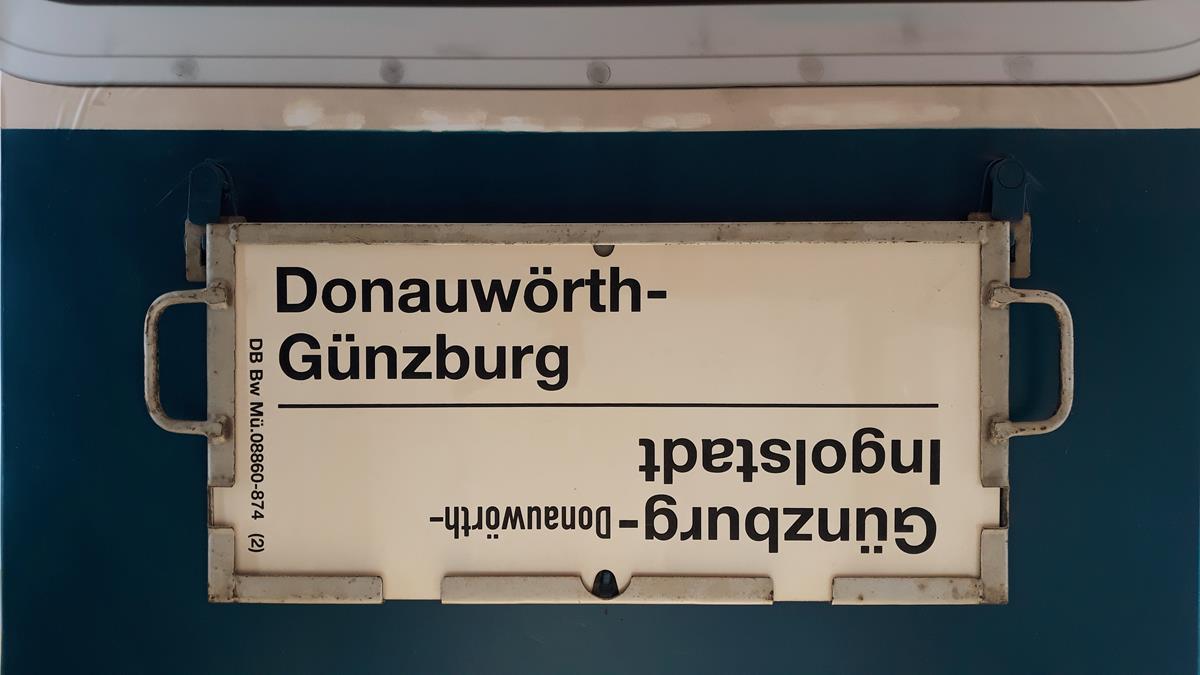 Donauwörth-
Günzburg
Günzburg-Donauwörth-
Ingolstadt
DB Bw Mü.08860-874 (2)